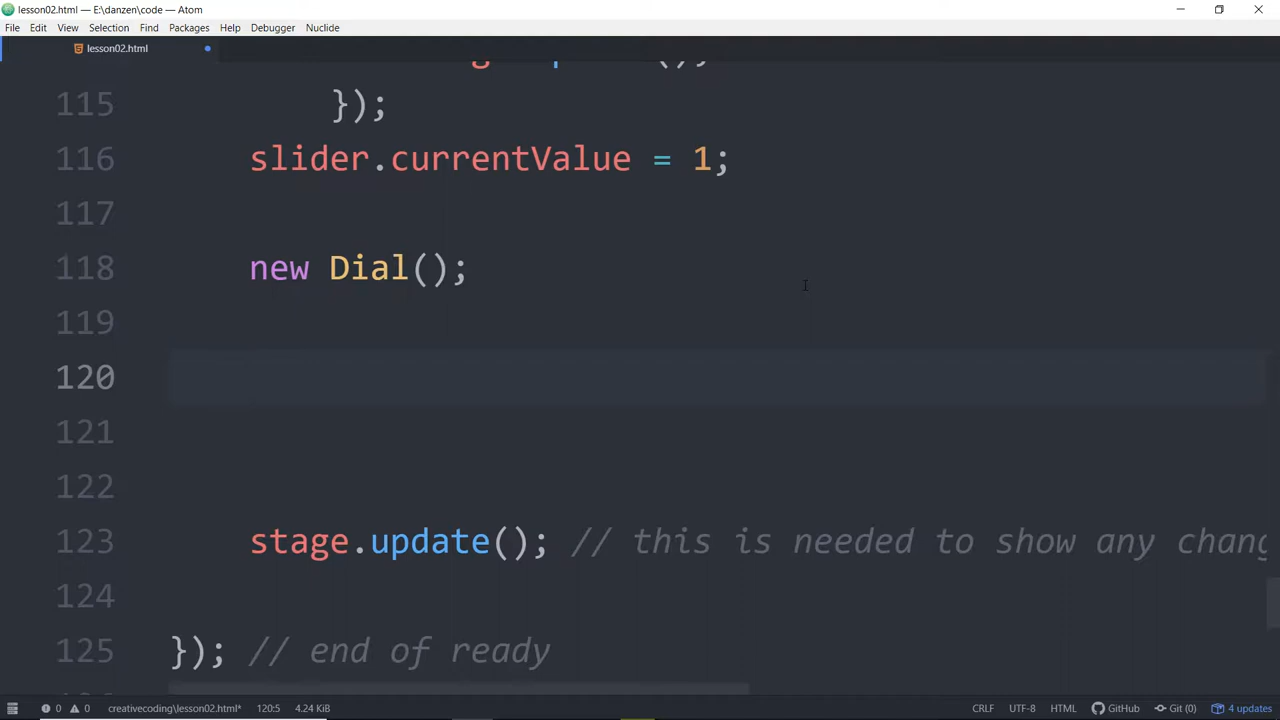 lesson02.html — E:\danzen\code — Atom
File Edit View Selection Find Packages Help Debugger Nuclide
lesson02.html
115 });
116 slider.currentValue = 1;
117
118 new Dial();
119
120
121
122
123 stage.update(); // this is needed to show any chang
124
125 }); // end of ready
0 0 creativecoding\lesson02.html* 120:5 CRLF UTF-8 HTML GitHub Git (0) 4 updates